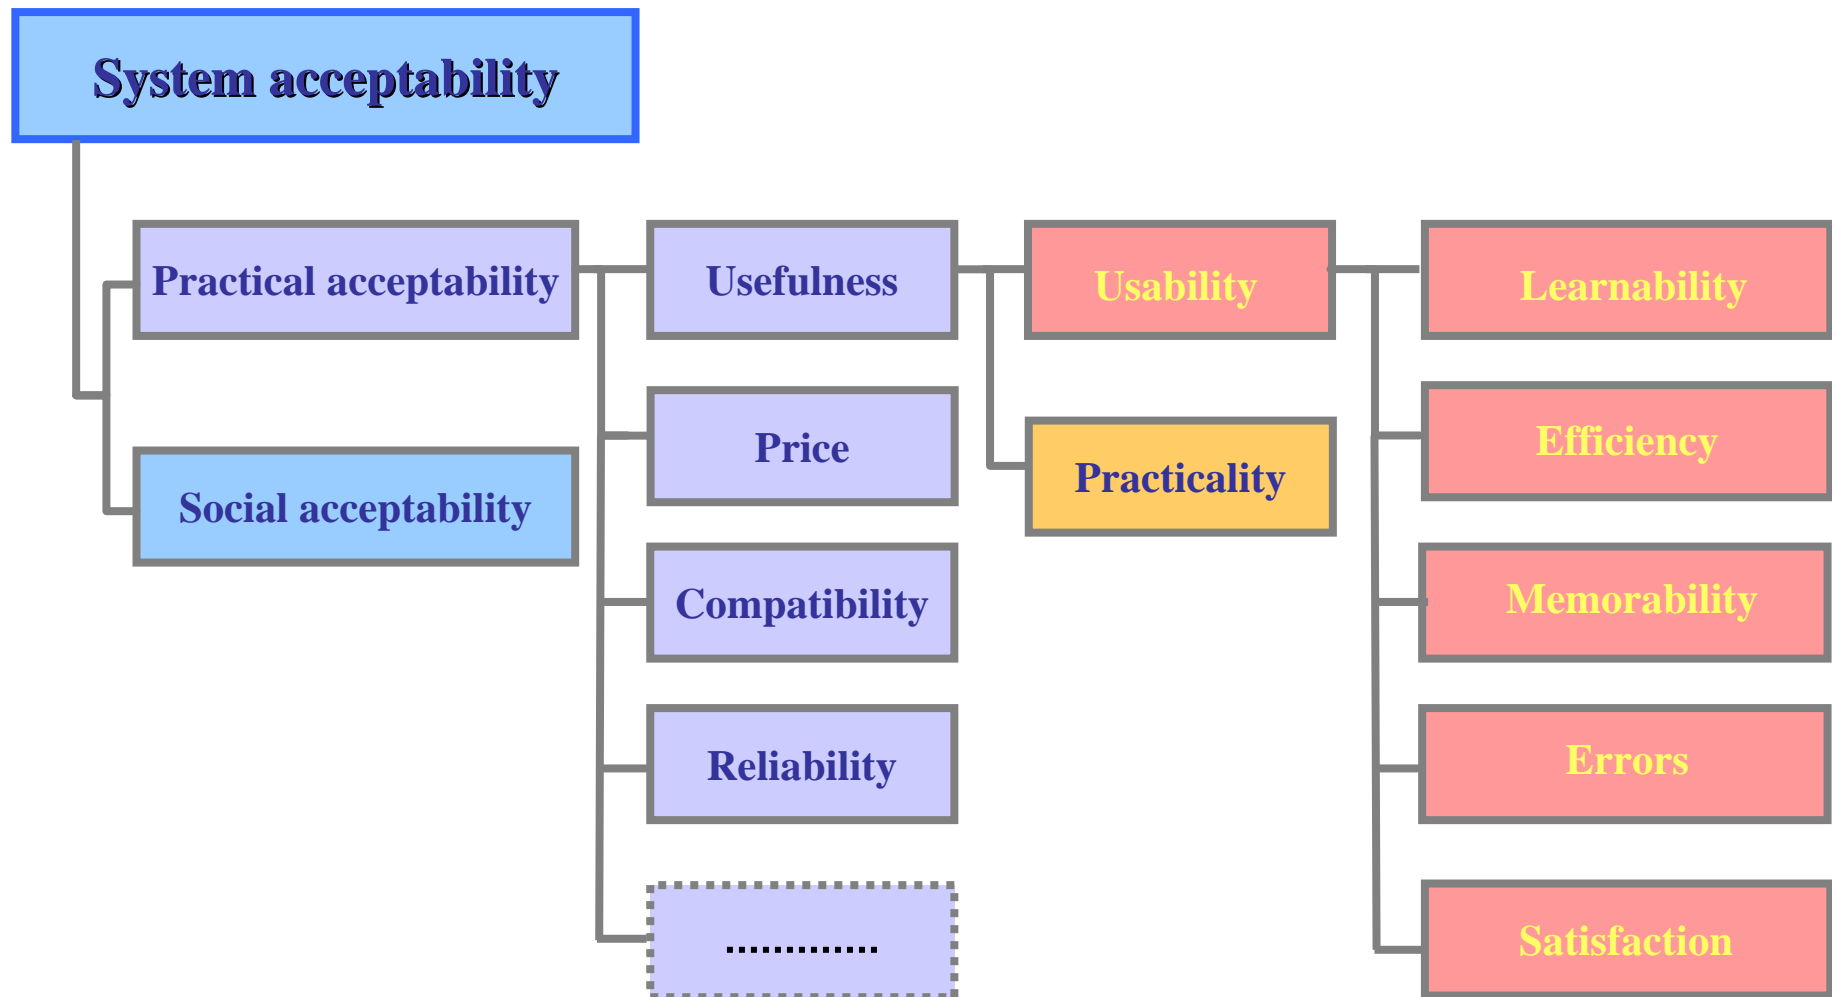 System acceptability
Practical acceptability
Usefulness
Usability
Learnability
Price
Efficiency
Social acceptability
Practicality
Compatibility
Memorability
Reliability
Errors
.............
Satisfaction